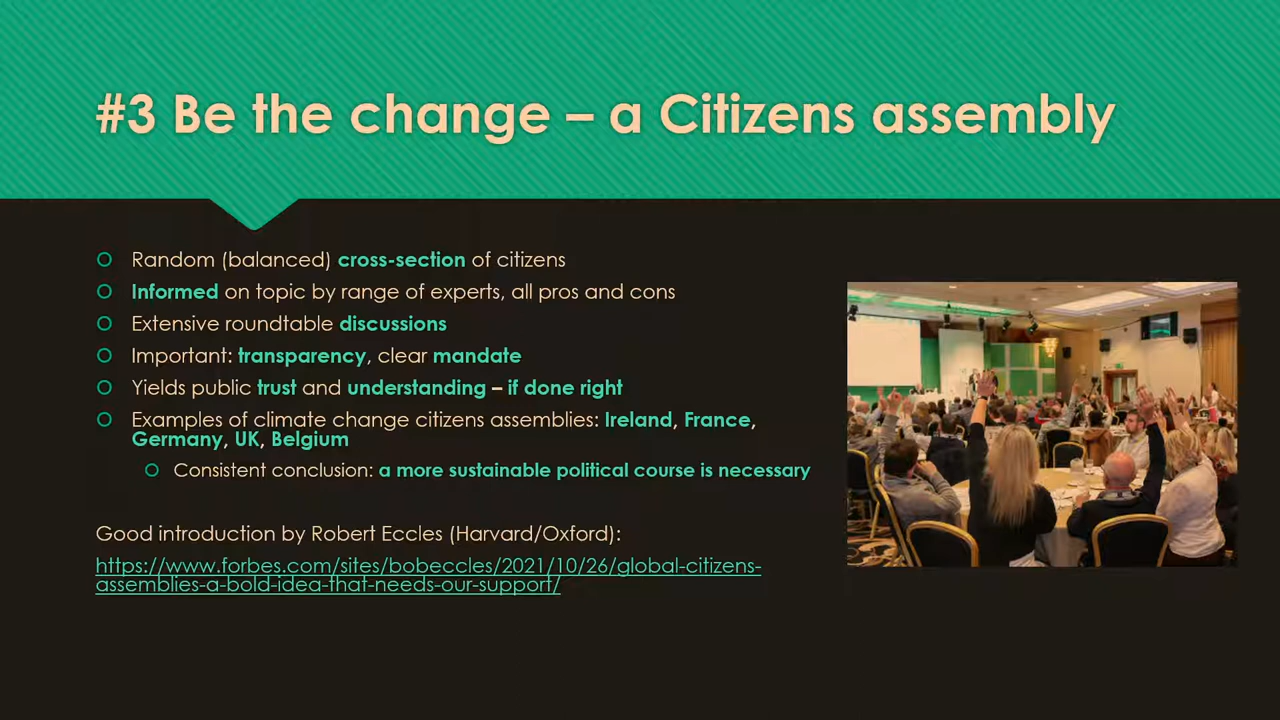 #3 Be the change – a Citizens assembly
Random (balanced) cross-section of citizens
Informed on topic by range of experts, all pros and cons
Extensive roundtable discussions
Important: transparency, clear mandate
Yields public trust and understanding – if done right
Examples of climate change citizens assemblies: Ireland, France,
Germany, UK, Belgium
Consistent conclusion: a more sustainable political course is necessary
Good introduction by Robert Eccles (Harvard/Oxford):
https://www.forbes.com/sites/bobeccles/2021/10/26/global-citizens-
assemblies-a-bold-idea-that-needs-our-support/